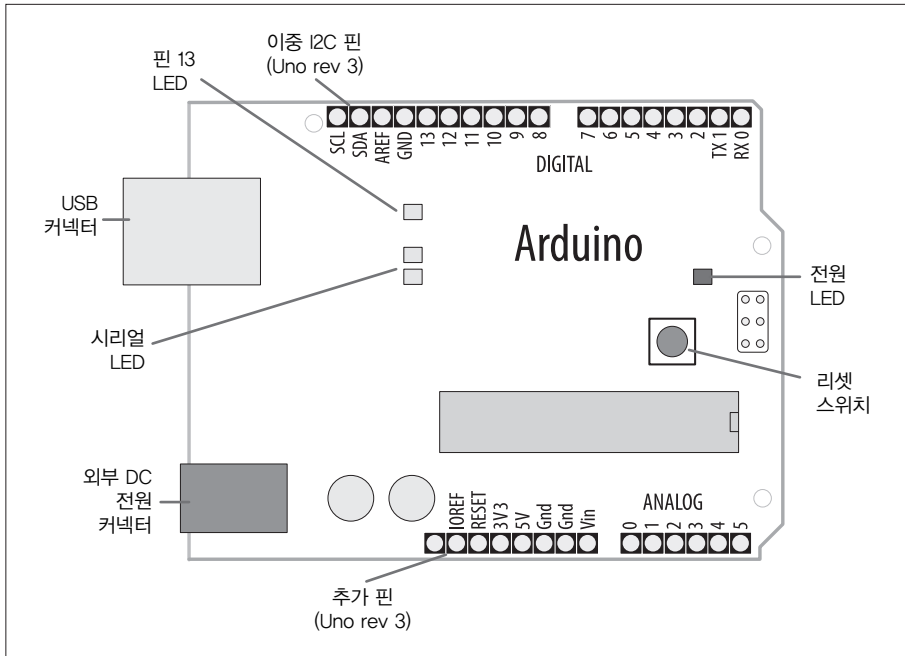 이중 I2C 핀
(Uno rev 3)
핀 13
LED
SCL
SDA
AREF
GND
13
12
11
10
9
8
7
6
5
4
3
2
TX 1
RX 0
DIGITAL
USB
커넥터
Arduino
전원
LED
시리얼
LED
리셋
스위치
외부 DC
전원
커넥터
IOREF
RESET
3V3
5V
Gnd
Gnd
Vin
ANALOG
0
1
2
3
4
5
추가 핀
(Uno rev 3)